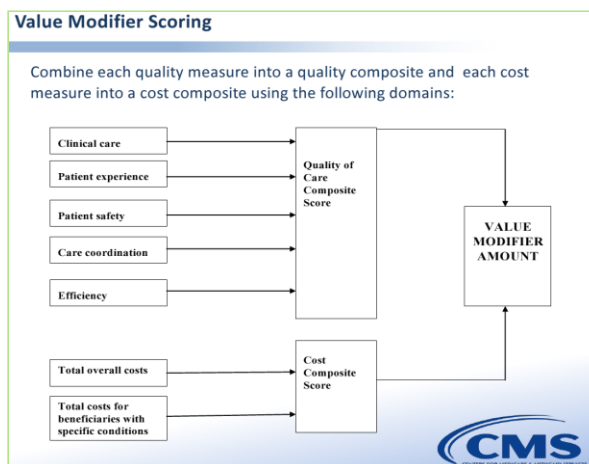 Value Modifier Scoring
Combine each quality measure into a quality composite and each cost
measure into a cost composite using the following domains:
Clinical care
Patient experience
Patient safety
Care coordination
Efficiency
Quality of
Care
Composite
Score
VALUE
MODIFIER
AMOUNT
Total overall costs
Total costs for
beneficiaries with
specific conditions
Cost
Composite
Score
CMS